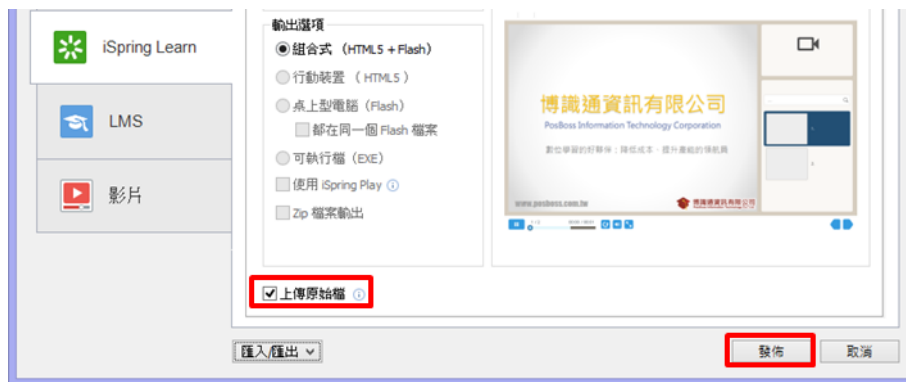 iSpring Learn
LMS
影片
輸出選項
組合式 (HTML5 + Flash)
行動裝置 ( HTML5 )
桌上型電腦 (Flash)
都在同一個 Flash 檔案
可執行檔 (EXE)
使用 iSpring Play
Zip 檔案輸出
博識通資訊有限公司
PosBoss Information Technology Corporation
數位學習的好夥伴：降低成本、提升產能的領航員
www.posboss.com.tw
博識通資訊有限公司
上傳原始檔
匯入/匯出
發佈
取消